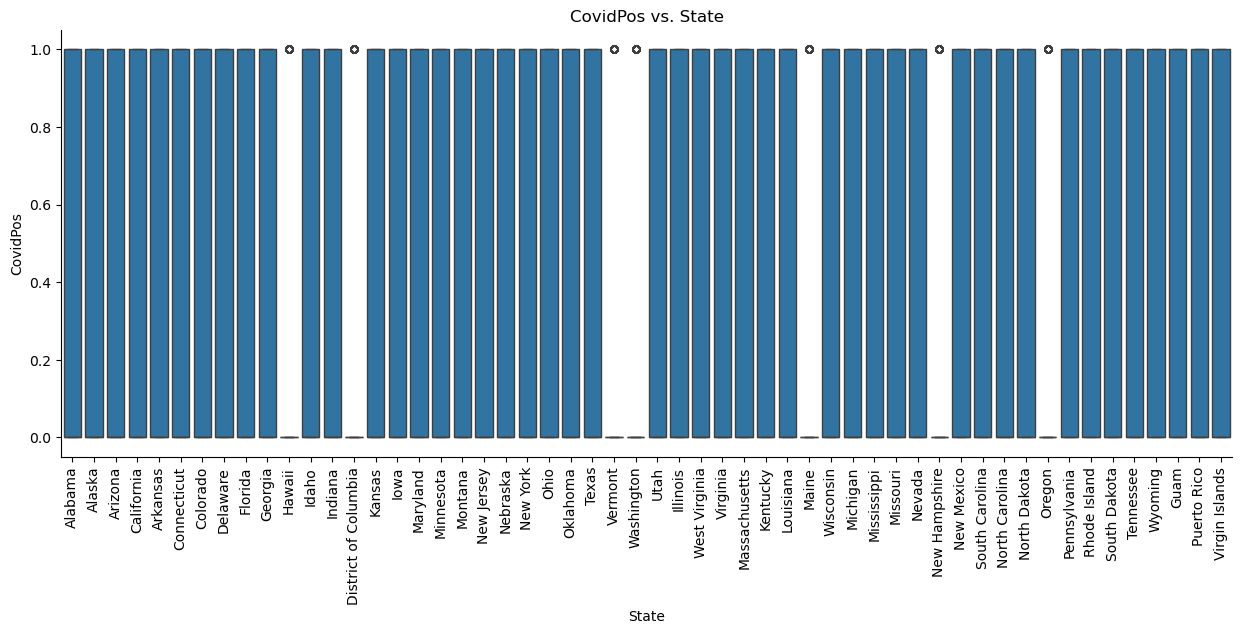 CovidPos vs. State
CovidPos
1.0
0.8
0.6
0.4
0.2
0.0
Alabama
Alaska
Arizona
California
Arkansas
Connecticut
Colorado
Delaware
Florida
Georgia
Hawaii
Idaho
Indiana
District of Columbia
Kansas
Iowa
Maryland
Minnesota
Montana
New Jersey
Nebraska
New York
Ohio
Oklahoma
Texas
Vermont
Washington
Utah
Illinois
West Virginia
Virginia
Massachusetts
Kentucky
Louisiana
Maine
Wisconsin
Michigan
Mississippi
Missouri
Nevada
New Hampshire
New Mexico
South Carolina
North Carolina
North Dakota
Oregon
Pennsylvania
Rhode Island
South Dakota
Tennessee
Wyoming
Guam
Puerto Rico
Virgin Islands
State